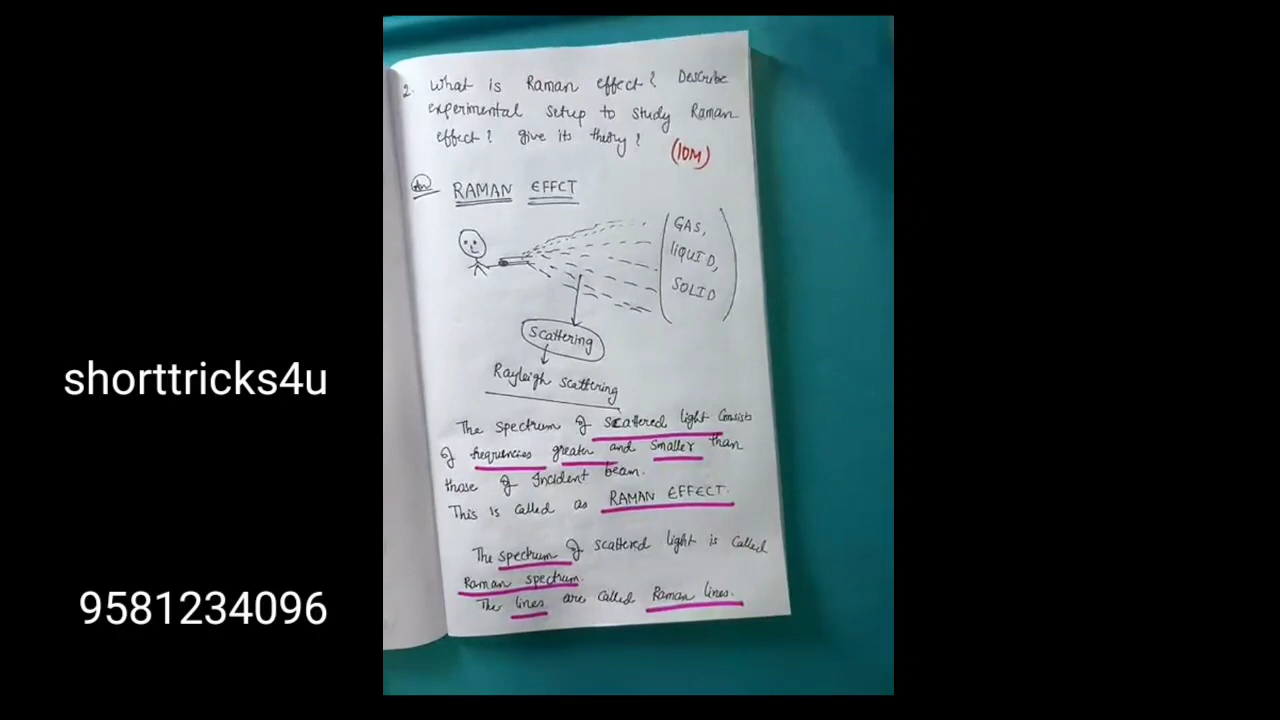 2. What is Raman effect? Describe
experimental setup to study Raman
effect? give its theory?
(10M)
An RAMAN EFFCT
GAS,
LIQUID,
SOLID
Scattering
Rayleigh scattering
The spectrum of scattered light Consists
of frequencies greater and smaller than
those of Incident beam.
This is called as RAMAN EFFECT.
The spectrum of scattered light is called
Raman spectrum.
The lines are called Raman lines.
shorttricks4u
9581234096